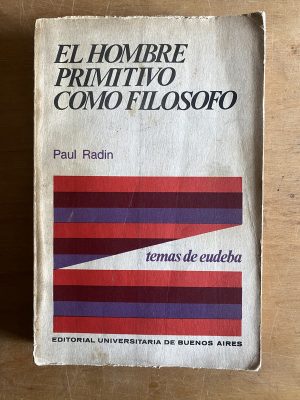 EL HOMBRE
PRIMITIVO
COMO FILOSOFO
Paul Radin
temas de eudeba
EDITORIAL UNIVERSITARIA DE BUENOS AIRES